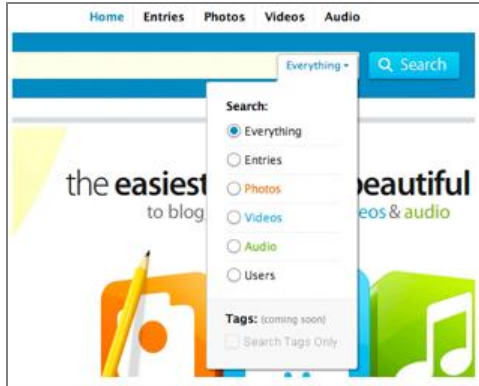 Home Entries Photos Videos Audio
Everything Search
Search:
Everything
Entries
Photos
Videos
Audio
Users
Tags: (coming soon)
Search Tags Only
the easiest beautiful
to blog eos & audio